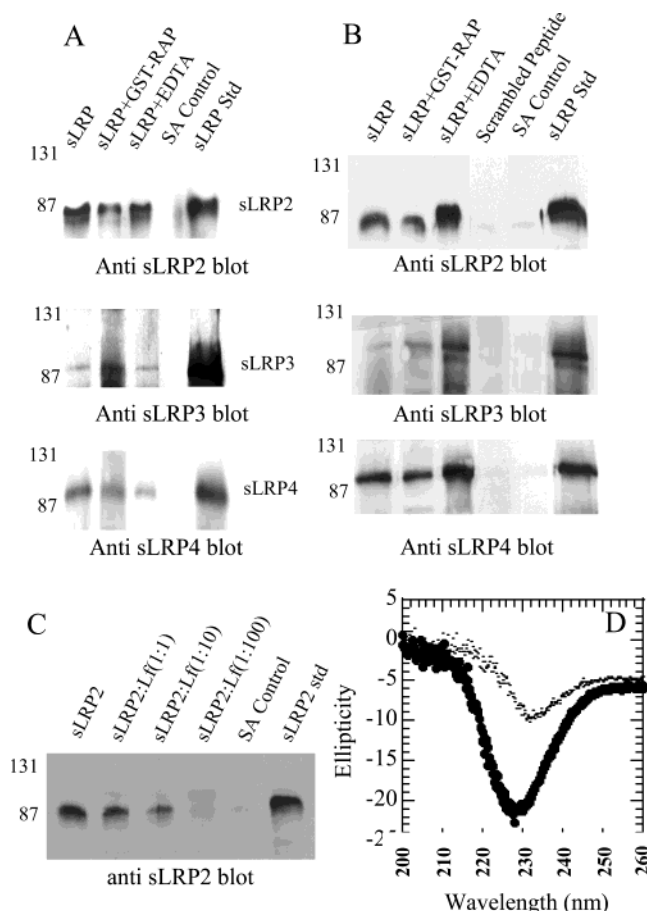 A
B
sLRP
sLRP+GST-RAP
sLRP+EDTA
SA Control
sLRP Std
sLRP
sLRP+GST-RAP
sLRP+EDTA
Scrambled Peptide
SA Control
sLRP Std
131
87
sLRP2
131
87
Anti sLRP2 blot
Anti sLRP2 blot
131
87
sLRP3
131
87
Anti sLRP3 blot
Anti sLRP3 blot
131
87
sLRP4
131
87
Anti sLRP4 blot
Anti sLRP4 blot
C
sLRP2
sLRP2:Lf(1:1)
sLRP2:Lf(1:10)
sLRP2:Lf(1:100)
SA Control
sLRP2 std
131
87
anti sLRP2 blot
D
Ellipticity
5
0
-5
-10
-15
-20
-2
200
210
220
230
240
250
260
Wavelength (nm)